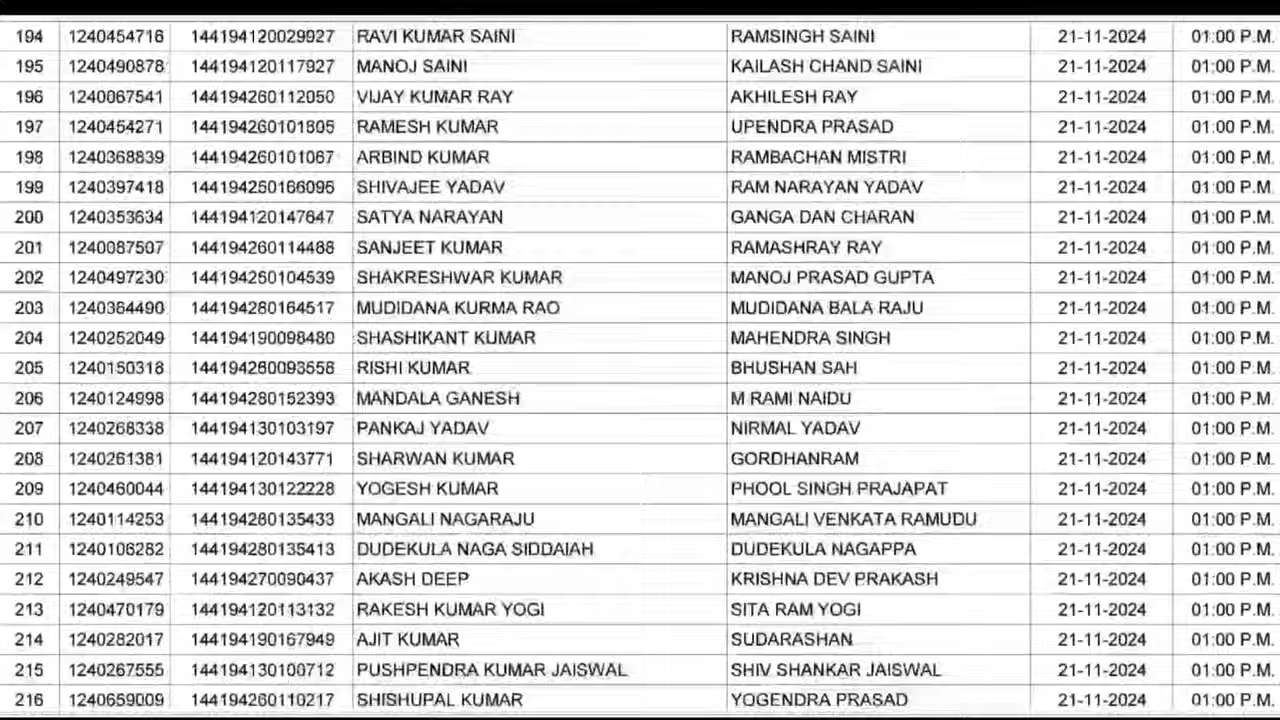 194 1240454716 144194120029927 RAVI KUMAR SAINI RAMSINGH SAINI 21-11-2024 01:00 P.M.
195 1240490878 144194120117927 MANOJ SAINI KAILASH CHAND SAINI 21-11-2024 01:00 P.M.
196 1240067541 144194260112050 VIJAY KUMAR RAY AKHILESH RAY 21-11-2024 01:00 P.M.
197 1240454271 144194260101805 RAMESH KUMAR UPENDRA PRASAD 21-11-2024 01:00 P.M.
198 1240368839 144194260101067 ARBIND KUMAR RAMBACHAN MISTRI 21-11-2024 01:00 P.M.
199 1240397418 144194260166096 SHIVAJEE YADAV RAM NARAYAN YADAV 21-11-2024 01:00 P.M.
200 1240353634 144194120147647 SATYA NARAYAN GANGA DAN CHARAN 21-11-2024 01:00 P.M.
201 1240087507 144194260114488 SANJEET KUMAR RAMASHRAY RAY 21-11-2024 01:00 P.M.
202 1240497230 144194260104539 SHAKRESHWAR KUMAR MANOJ PRASAD GUPTA 21-11-2024 01:00 P.M.
203 1240364490 144194280164517 MUDIDANA KURMA RAO MUDIDANA BALA RAJU 21-11-2024 01:00 P.M.
204 1240252049 144194190098480 SHASHIKANT KUMAR MAHENDRA SINGH 21-11-2024 01:00 P.M.
205 1240150318 144194260093558 RISHI KUMAR BHUSHAN SAH 21-11-2024 01:00 P.M.
206 1240124998 144194280152393 MANDALA GANESH M RAMI NAIDU 21-11-2024 01:00 P.M.
207 1240268338 144194130103197 PANKAJ YADAV NIRMAL YADAV 21-11-2024 01:00 P.M.
208 1240261381 144194120143771 SHARWAN KUMAR GORDHANRAM 21-11-2024 01:00 P.M.
209 1240460044 144194130122228 YOGESH KUMAR PHOOL SINGH PRAJAPAT 21-11-2024 01:00 P.M.
210 1240114253 144194280135433 MANGALI NAGARAJU MANGALI VENKATA RAMUDU 21-11-2024 01:00 P.M.
211 1240106282 144194280135413 DUDEKULA NAGA SIDDAIAH DUDEKULA NAGAPPA 21-11-2024 01:00 P.M.
212 1240249547 144194270090437 AKASH DEEP KRISHNA DEV PRAKASH 21-11-2024 01:00 P.M.
213 1240470179 144194120113132 RAKESH KUMAR YOGI SITA RAM YOGI 21-11-2024 01:00 P.M.
214 1240282017 144194190167949 AJIT KUMAR SUDARASHAN 21-11-2024 01:00 P.M.
215 1240267555 144194130100712 PUSHPENDRA KUMAR JAISWAL SHIV SHANKAR JAISWAL 21-11-2024 01:00 P.M.
216 1240659009 144194260110217 SHISHUPAL KUMAR YOGENDRA PRASAD 21-11-2024 01:00 P.M.